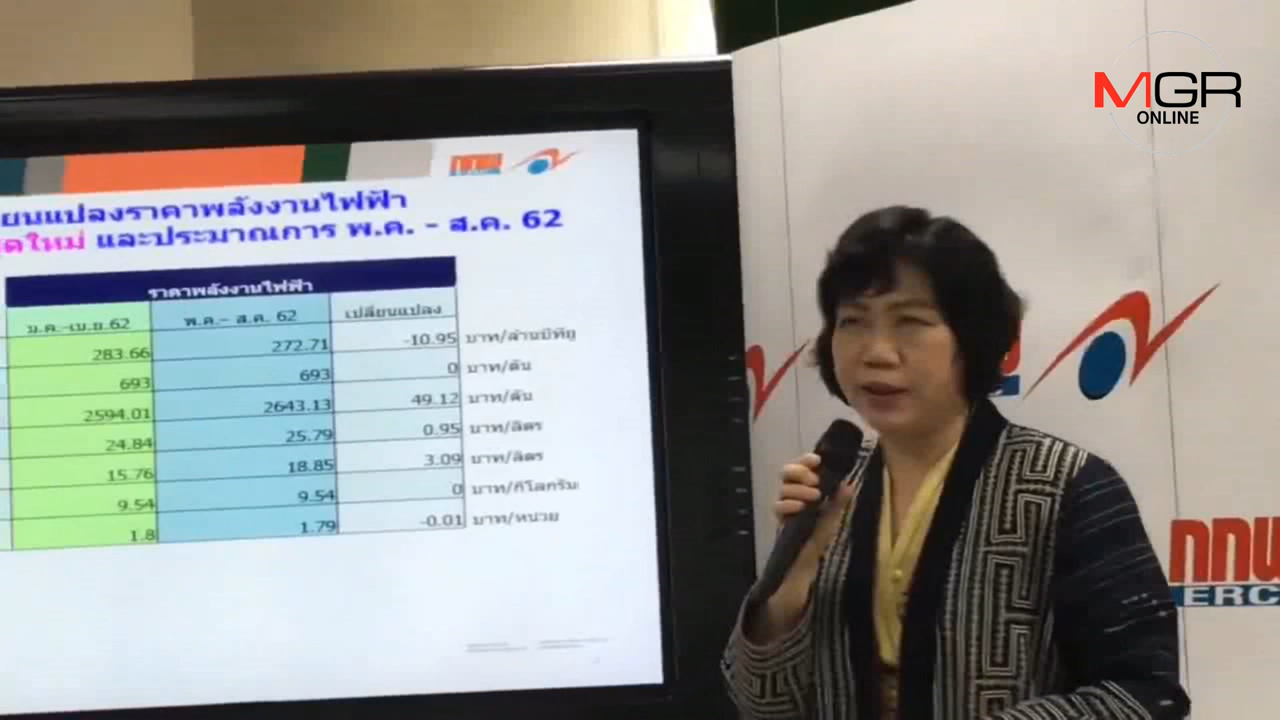 MGR
ONLINE
กกพ
ยนแปลงราคาพลังงานไฟฟ้า
และประมาณการ พ.ค. - ส.ค. 62
ราคาพลังงานไฟฟ้า
ม.ค.-เม.ย.62 พ.ค.- ส.ค. 62 เปลี่ยนแปลง
283.66 272.71 -10.95 บาท/ล้านบีทียู
693 693 0 บาท/ตัน
2594.01 2643.13 49.12 บาท/ตัน
24.84 25.79 0.95 บาท/ลิตร
15.76 18.85 3.09 บาท/ลิตร
9.54 9.54 0 บาท/กิโลกรัม
1.8 1.79 -0.01 บาท/หน่วย
กกพ
ERC